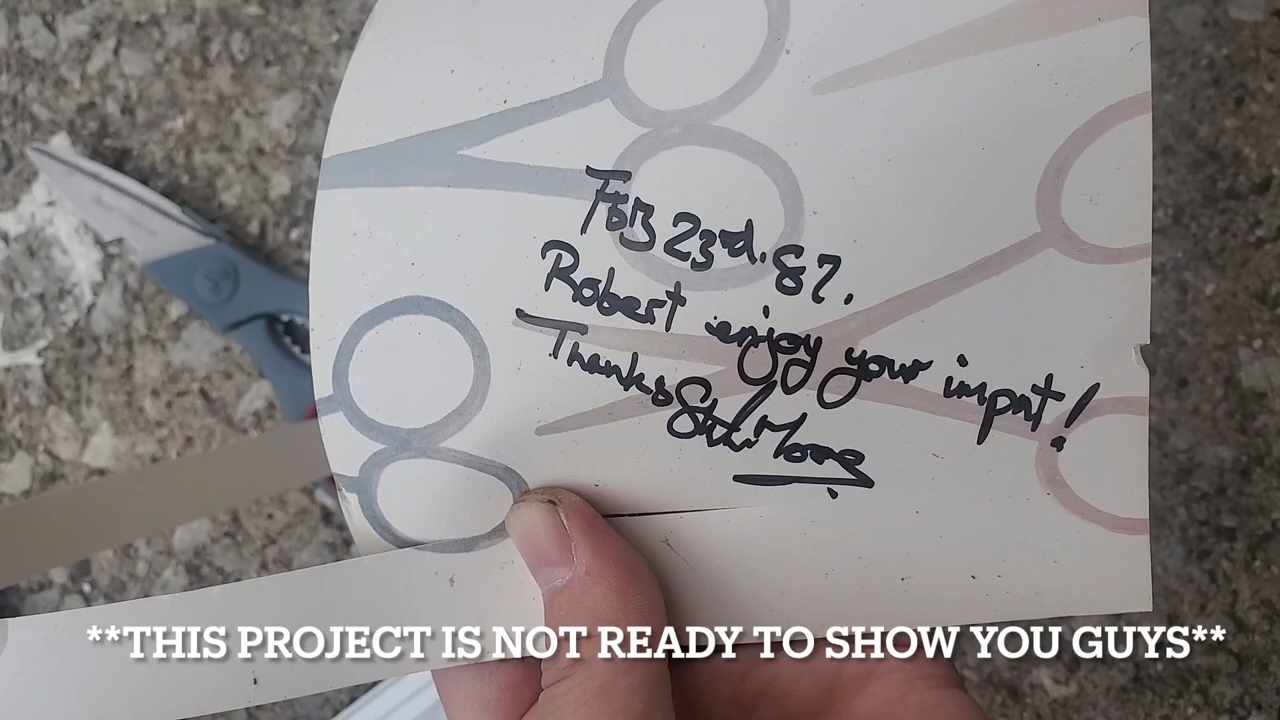 FEB 23rd. 87.
Robert enjoy your input!
Thanks
**THIS PROJECT IS NOT READY TO SHOW YOU GUYS**